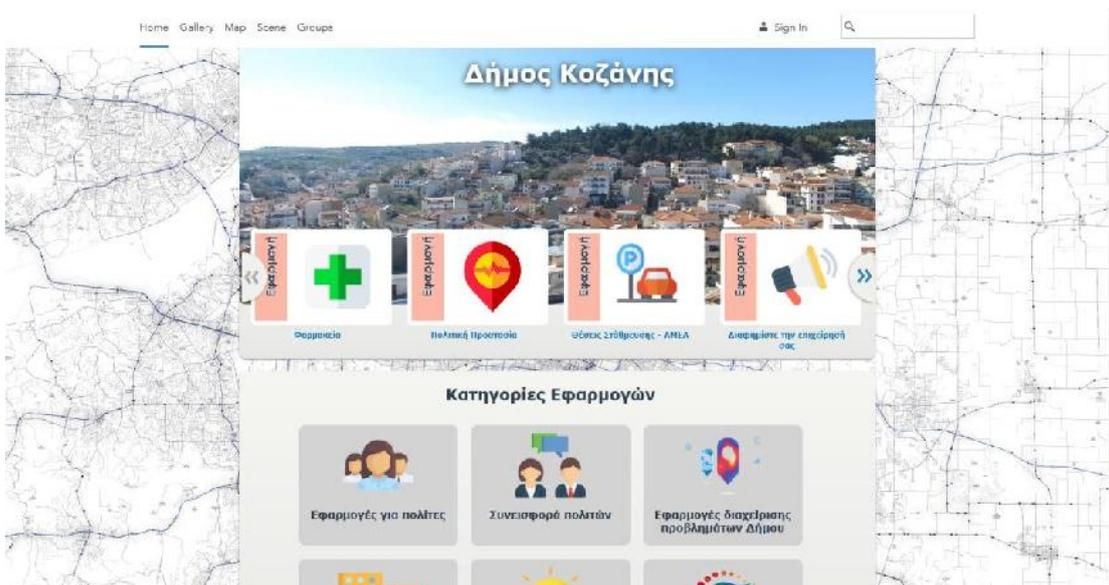 Home Gallery Map Scene Groups Sign In
Δήμος Κοζάνης
Εφαρμογή Εφαρμογή Εφαρμογή Εφαρμογή
Φαρμακεία Πολιτική Προστασία Θέσεις Στάθμευσης - ΑΜΕΑ Διαφημίστε την επιχείρησή
σας
Κατηγορίες Εφαρμογών
Εφαρμογές για πολίτες Συνεισφορά πολιτών Εφαρμογές διαχείρισης
προβλημάτων Δήμου